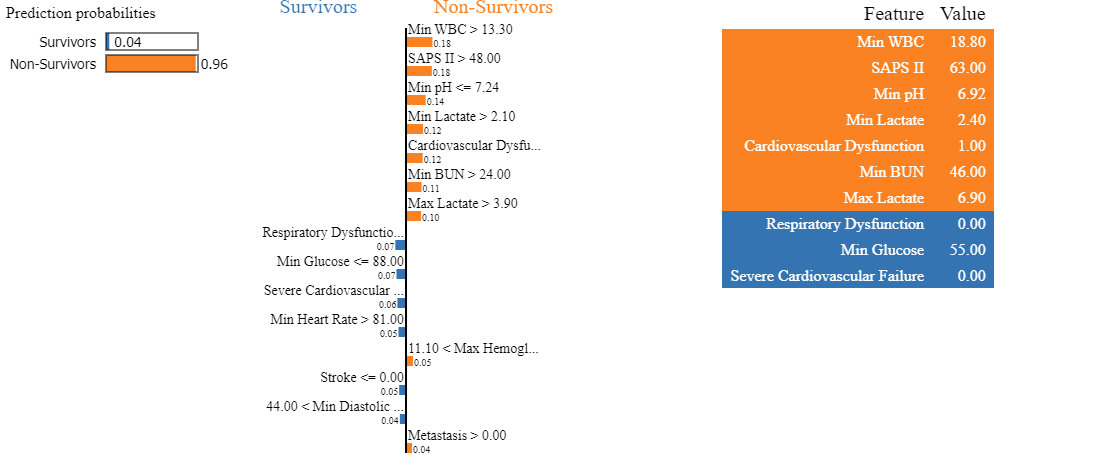 Prediction probabilities
Survivors 0.04
Non-Survivors 0.96
Survivors Non-Survivors
Min WBC > 13.30
0.18
SAPS II > 48.00
0.18
Min pH <= 7.24
0.14
Min Lactate > 2.10
0.12
Cardiovascular Dysfu...
0.12
Min BUN > 24.00
0.11
Max Lactate > 3.90
0.10
Respiratory Dysfunctio...
0.07
Min Glucose <= 88.00
0.07
Severe Cardiovascular ...
0.06
Min Heart Rate > 81.00
0.05
11.10 < Max Hemogl...
0.05
Stroke <= 0.00
0.05
44.00 < Min Diastolic ...
0.04
Metastasis > 0.00
0.04
Feature Value
Min WBC 18.80
SAPS II 63.00
Min pH 6.92
Min Lactate 2.40
Cardiovascular Dysfunction 1.00
Min BUN 46.00
Max Lactate 6.90
Respiratory Dysfunction 0.00
Min Glucose 55.00
Severe Cardiovascular Failure 0.00